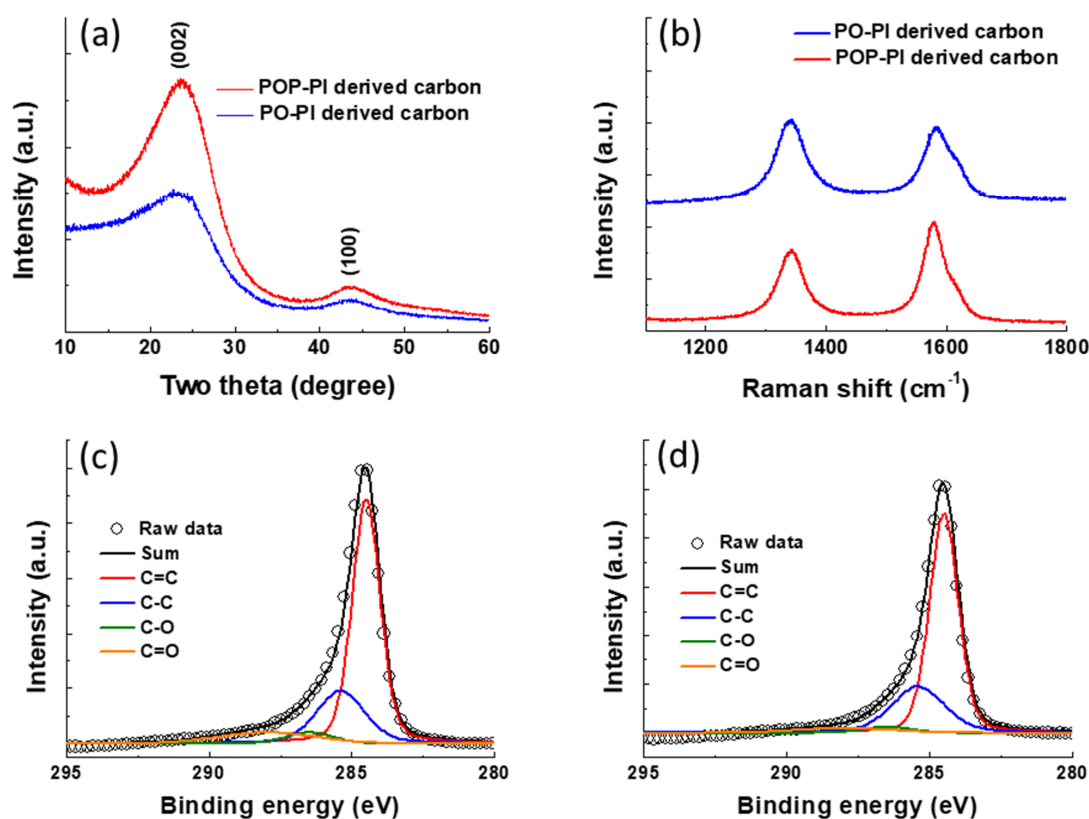 (a)
(002)
POP-PI derived carbon
PO-PI derived carbon
(100)
Intensity (a.u.)
10 20 30 40 50 60
Two theta (degree)
(b)
PO-PI derived carbon
POP-PI derived carbon
Intensity (a.u.)
1200 1400 1600 1800
Raman shift (cm⁻¹)
(c)
Raw data
Sum
C=C
C-C
C-O
C=O
Intensity (a.u.)
295 290 285 280
Binding energy (eV)
(d)
Raw data
Sum
C=C
C-C
C-O
C=O
Intensity (a.u.)
295 290 285 280
Binding energy (eV)